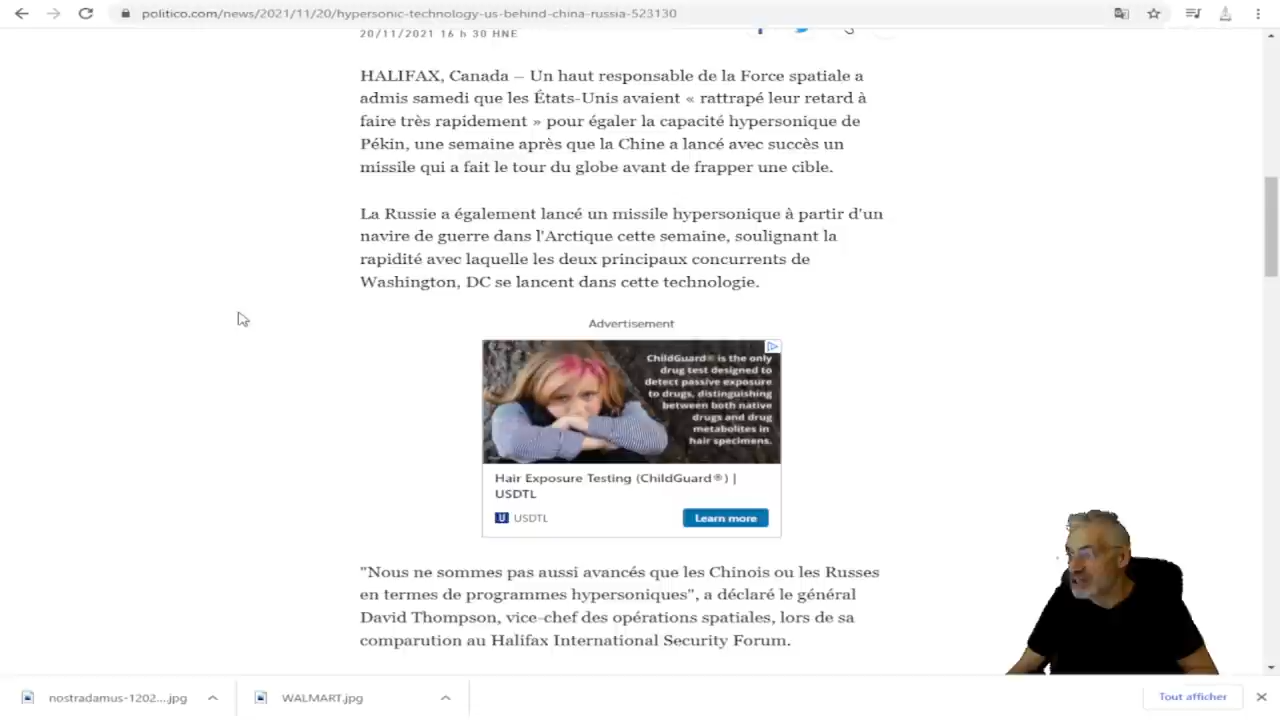 politico.com/news/2021/11/20/hypersonic-technology-us-behind-china-russia-523130
20/11/2021 16 h 30 HNE
HALIFAX, Canada – Un haut responsable de la Force spatiale a
admis samedi que les États-Unis avaient « rattrapé leur retard à
faire très rapidement » pour égaler la capacité hypersonique de
Pékin, une semaine après que la Chine a lancé avec succès un
missile qui a fait le tour du globe avant de frapper une cible.
La Russie a également lancé un missile hypersonique à partir d'un
navire de guerre dans l'Arctique cette semaine, soulignant la
rapidité avec laquelle les deux principaux concurrents de
Washington, DC se lancent dans cette technologie.
Advertisement
ChildGuard® is the only
drug test designed to
detect passive exposure
to drugs, distinguishing
between both native
drugs and drug
metabolites in
hair specimens.
Hair Exposure Testing (ChildGuard®) |
USDTL
U USDTL
Learn more
"Nous ne sommes pas aussi avancés que les Chinois ou les Russes
en termes de programmes hypersoniques", a déclaré le général
David Thompson, vice-chef des opérations spatiales, lors de sa
comparution au Halifax International Security Forum.
nostradamus-1202....jpg
WALMART.jpg
Tout afficher